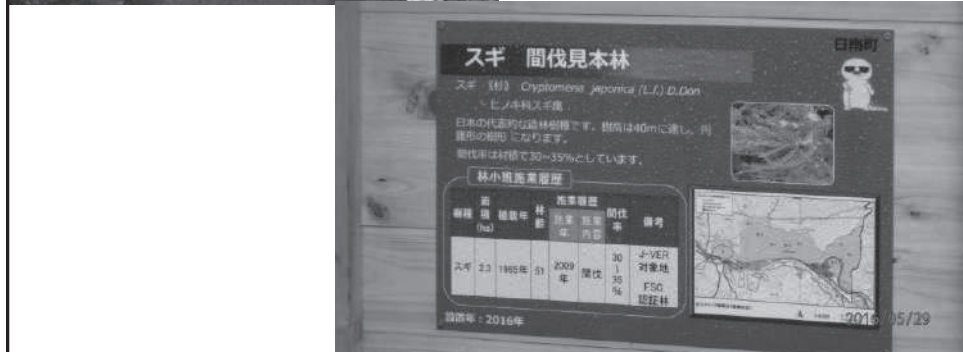 日南町
スギ 間伐見本林
スギ 〔杉〕 Cryptomeria japonica (L.f.) D.Don
ヒノキ科スギ属
日本の代表的な造林樹種です。樹高は40mに達し、円
錐形の樹形になります。
間伐率は材積で30~35%としています。
林小班施業履歴
樹種 面積(ha) 植栽年 林齢 施業履歴 間伐率 備考
施業年 施業内容
スギ 2.3 1965年 51 2009年 間伐 30~35% J-VER対象地
FSC認証林
設置年:2016年
2016/05/29